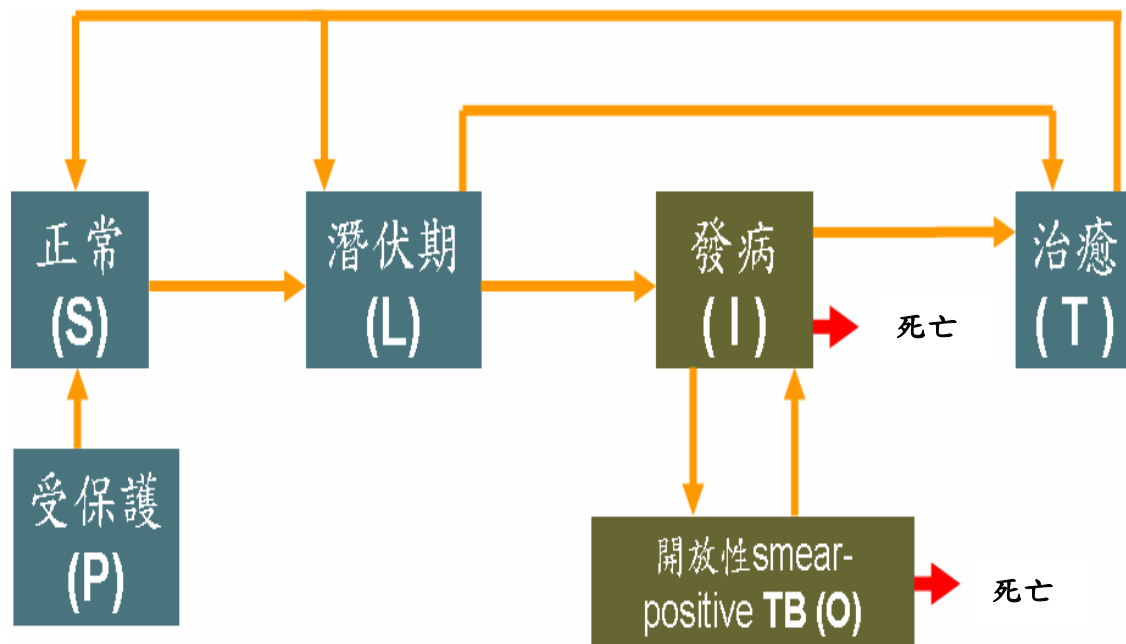 正常
(S)
潛伏期
(L)
發病
( I )
死亡
治癒
( T )
受保護
(P)
開放性smear-
positive TB (O)
死亡